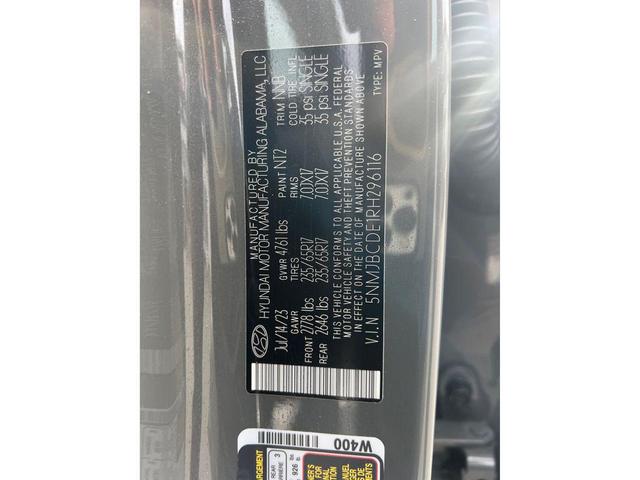 MANUFACTURED BY
HYUNDAI MOTOR MANUFACTURING ALABAMA, LLC
Jul/14/23 GVWR 4761 lbs PAINT NT2 TRIM NNB
GAWR TIRES RIMS COLD TIRE INFL
FRONT 2778 lbs 235/65R17 7.0JX17 35 psi SINGLE
REAR 2646 lbs 235/65R17 7.0JX17 35 psi SINGLE
THIS VEHICLE CONFORMS TO ALL APPLICABLE U.S.A. FEDERAL
MOTOR VEHICLE SAFETY AND THEFT PREVENTION STANDARDS
IN EFFECT ON THE DATE OF MANUFACTURE SHOWN ABOVE
V.I.N 5NMJBCDE1RH296116 TYPE: MPV
W400
REAR 3
926